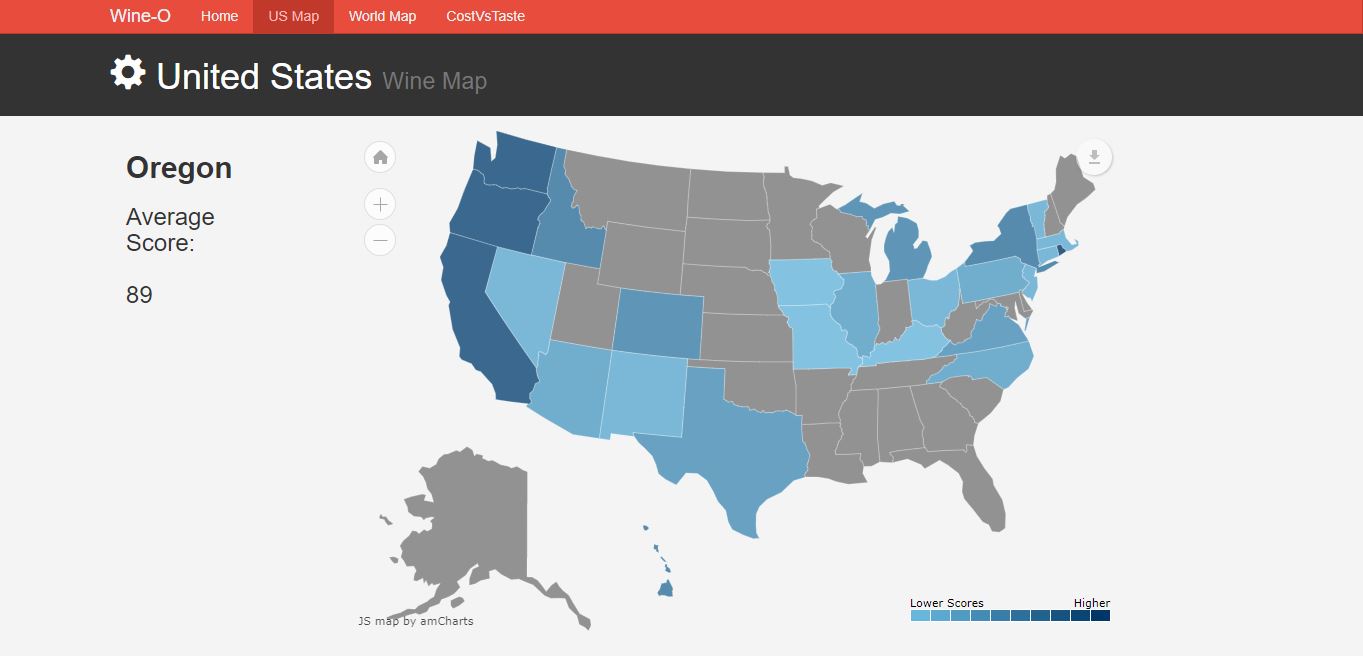 Wine-O Home US Map World Map CostVsTaste
United States Wine Map
Oregon
Average
Score:
89
Lower Scores Higher
JS map by amCharts